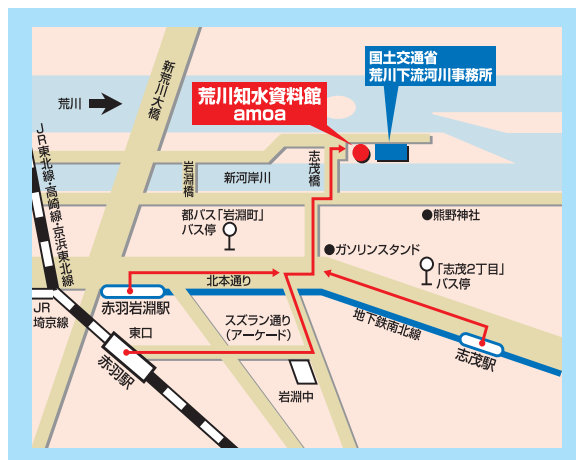 国土交通省
荒川下流河川事務所
荒川知水資料館
amoa
新荒川大橋
荒川
JR東北線・高崎線・京浜東北線
岩淵橋
新河岸川
志茂橋
都バス「岩淵町」
バス停
熊野神社
ガソリンスタンド
「志茂2丁目」
バス停
北本通り
赤羽岩淵駅
JR
埼京線
東口
スズラン通り
(アーケード)
地下鉄南北線
志茂駅
赤羽駅
岩淵中